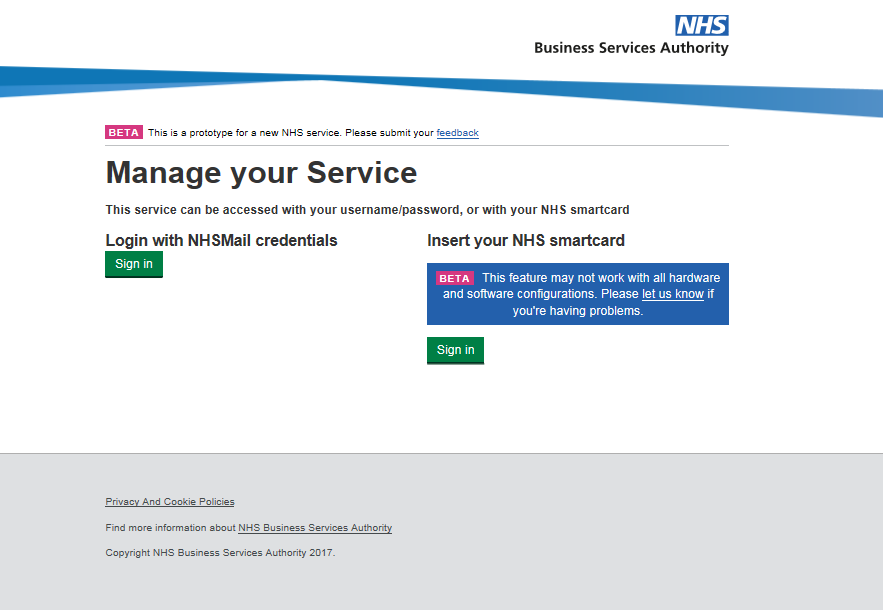 NHS
Business Services Authority
BETA This is a prototype for a new NHS service. Please submit your feedback
Manage your Service
This service can be accessed with your username/password, or with your NHS smartcard
Login with NHSMail credentials
Sign in
Insert your NHS smartcard
BETA This feature may not work with all hardware
and software configurations. Please let us know if
you're having problems.
Sign in
Privacy And Cookie Policies
Find more information about NHS Business Services Authority
Copyright NHS Business Services Authority 2017.